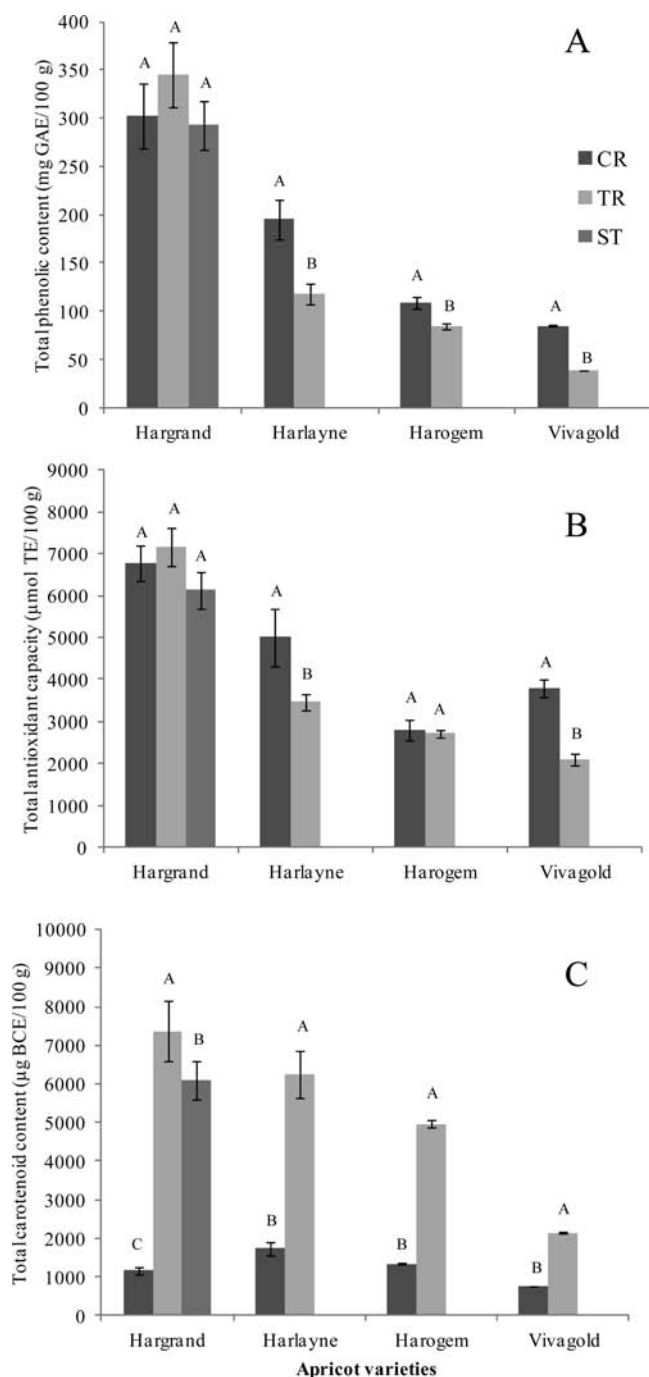 Total phenolic content (mg GAE/100 g)
400
350
300
250
200
150
100
50
0
A
A A A
A B
A B
A B
CR
TR
ST
Hargrand Harlayne Harogem Vivagold
Total antioxidant capacity (µmol TE/100 g)
9000
8000
7000
6000
5000
4000
3000
2000
1000
0
B
A A A
A B
A A
A B
Hargrand Harlayne Harogem Vivagold
Total carotenoid content (µg BCE/100 g)
10000
9000
8000
7000
6000
5000
4000
3000
2000
1000
0
C
C A B
B A
B A
B A
Hargrand Harlayne Harogem Vivagold
Apricot varieties